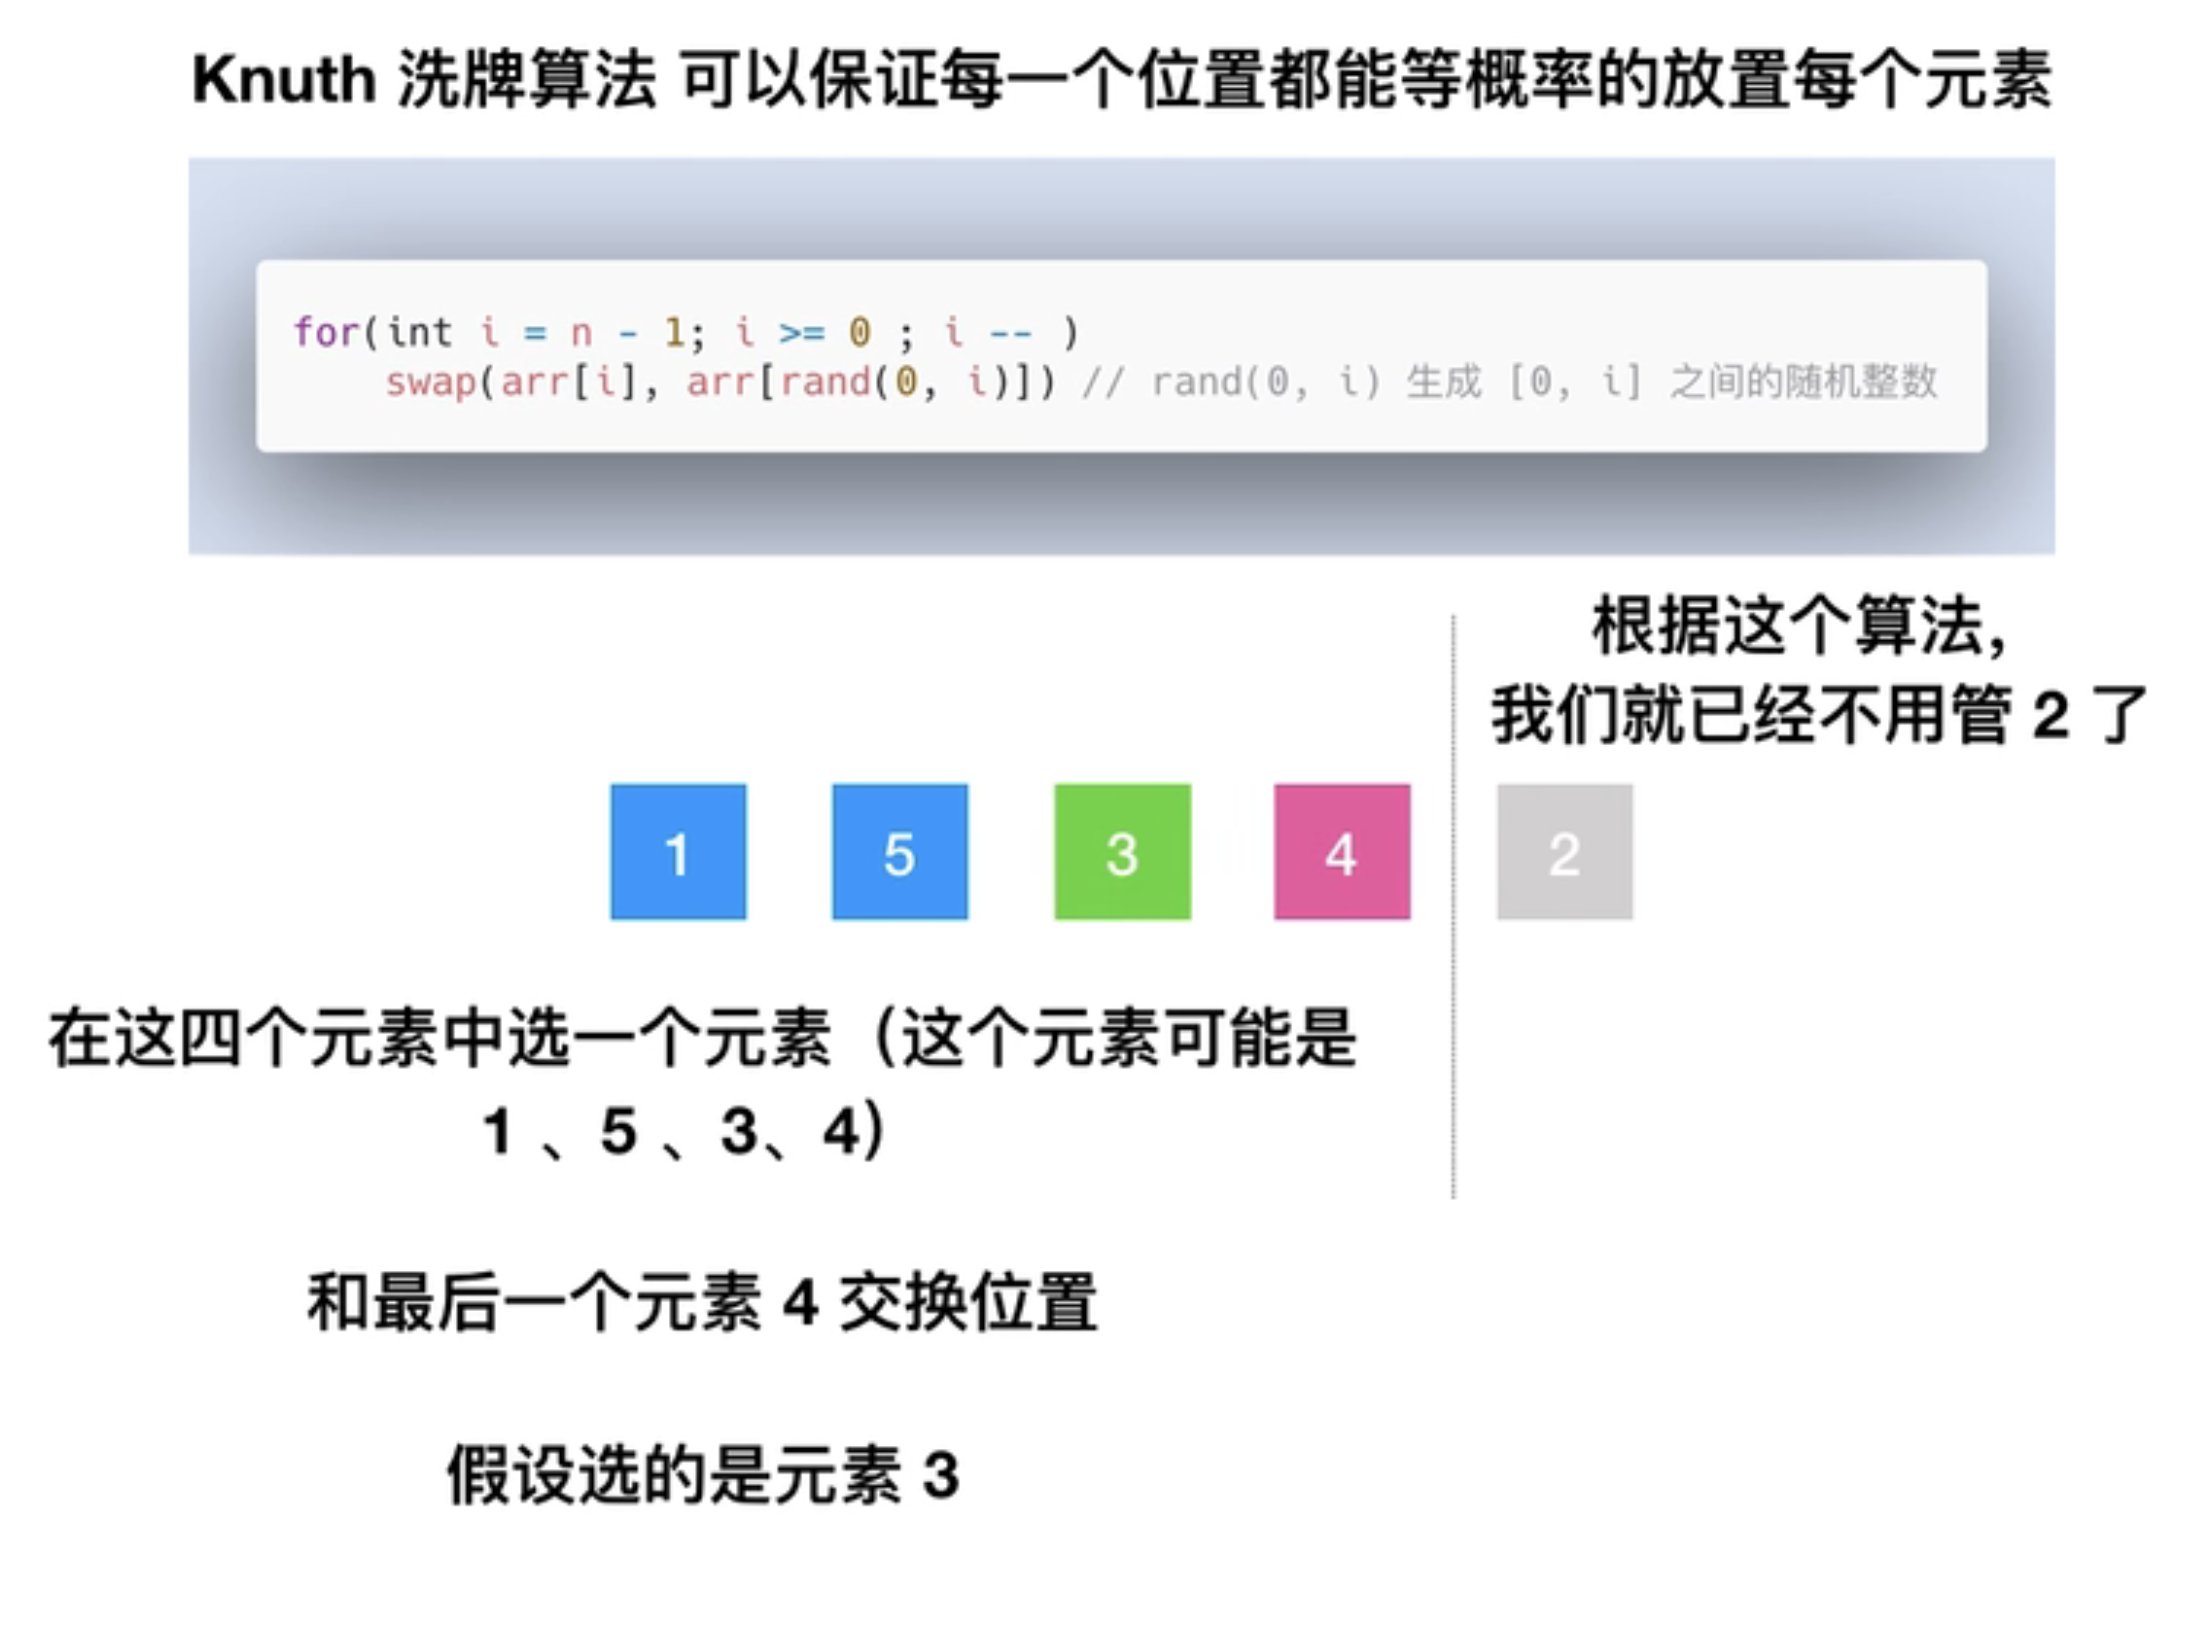 Knuth 洗牌算法 可以保证每一个位置都能等概率的放置每个元素
for(int i = n - 1; i >= 0 ; i -- )
    swap(arr[i], arr[rand(0, i)]) // rand(0, i) 生成 [0, i] 之间的随机整数
根据这个算法，
我们就已经不用管 2 了
1 5 3 4 2
在这四个元素中选一个元素（这个元素可能是
1 、5 、3、4）
和最后一个元素 4 交换位置
假设选的是元素 3